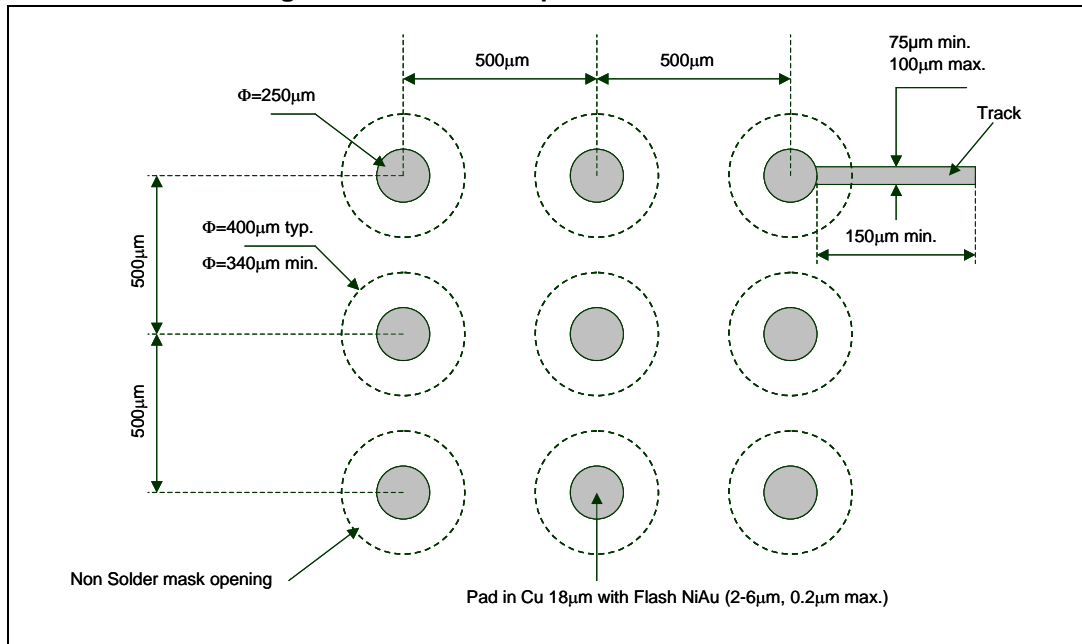 500μm
500μm
75µm min.
100μm max.
Φ=250μm
Track
Φ=400μm typ.
Φ=340μm min.
150μm min.
500μm
500μm
Non Solder mask opening
Pad in Cu 18μm with Flash NiAu (2-6μm, 0.2μm max.)